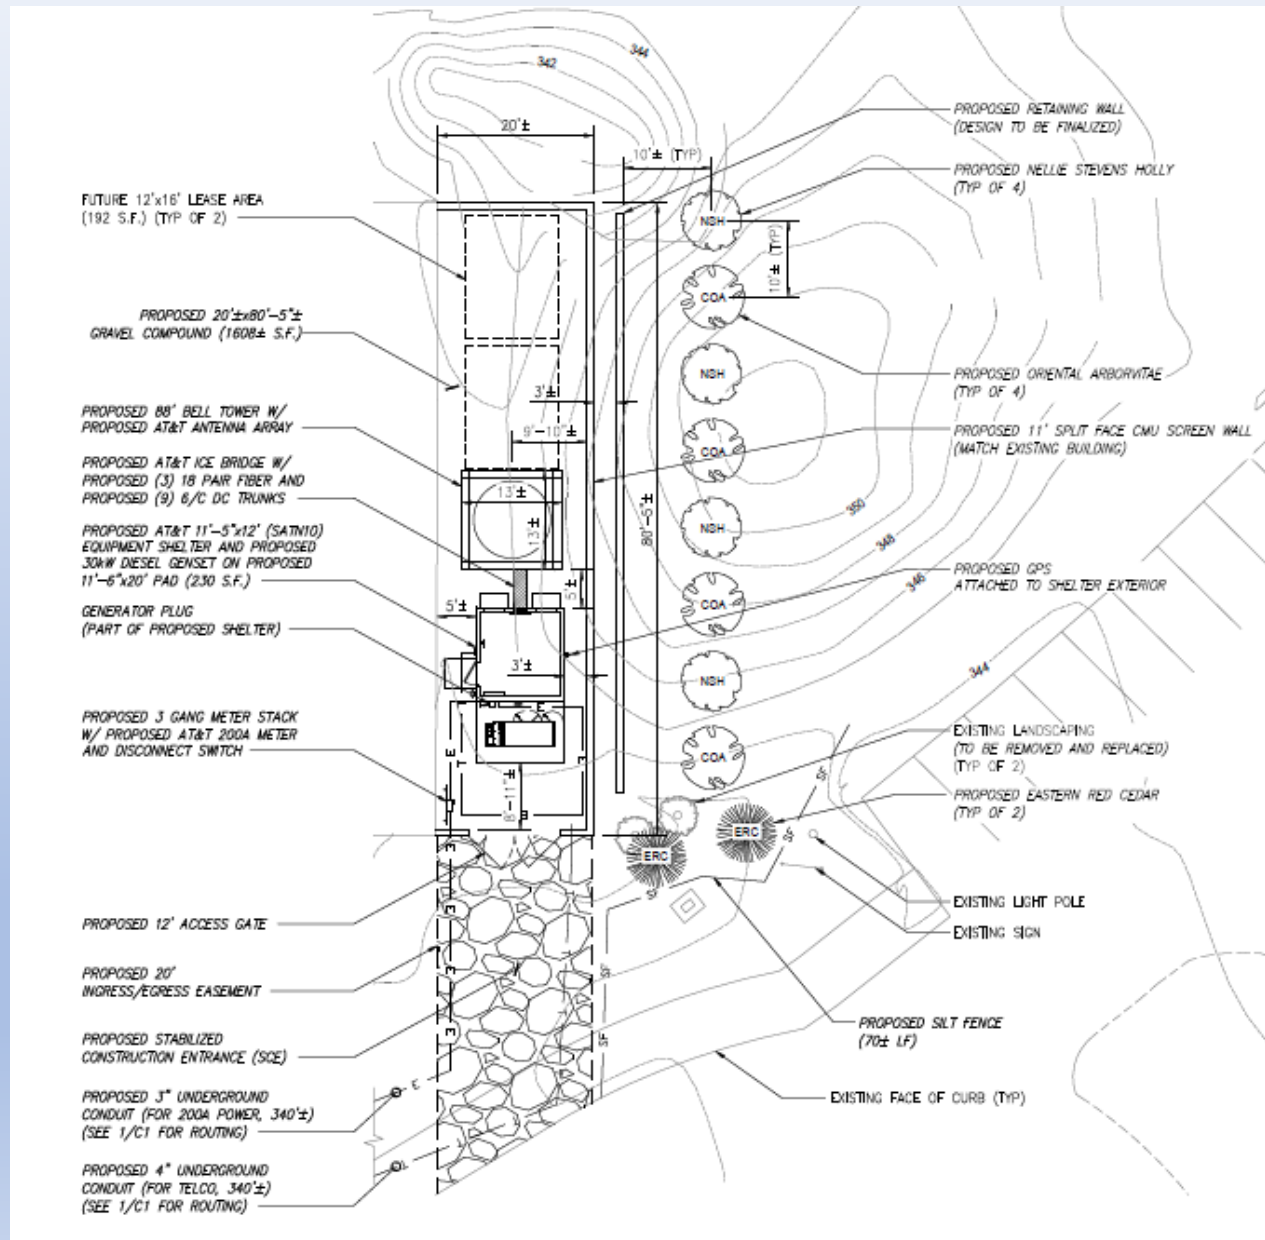 FUTURE 12'x16' LEASE AREA
(192 S.F.) (TYP OF 2)
PROPOSED 20'±x80'-5"±
GRAVEL COMPOUND (1608± S.F.)
PROPOSED 88' BELL TOWER W/
PROPOSED AT&T ANTENNA ARRAY
PROPOSED AT&T ICE BRIDGE W/
PROPOSED (3) 18 PAIR FIBER AND
PROPOSED (9) 6/C DC TRUNKS
PROPOSED AT&T 11'-5"x12' (SATN10)
EQUIPMENT SHELTER AND PROPOSED
30kW DIESEL GENSET ON PROPOSED
11'-6"x20' PAD (230 S.F.)
GENERATOR PLUG
(PART OF PROPOSED SHELTER)
PROPOSED 3 GANG METER STACK
W/ PROPOSED AT&T 200A METER
AND DISCONNECT SWITCH
PROPOSED 12' ACCESS GATE
PROPOSED 20'
INGRESS/EGRESS EASEMENT
PROPOSED STABILIZED
CONSTRUCTION ENTRANCE (SCE)
PROPOSED 3" UNDERGROUND
CONDUIT (FOR 200A POWER, 340'±)
(SEE 1/C1 FOR ROUTING)
PROPOSED 4" UNDERGROUND
CONDUIT (FOR TELCO, 340'±)
(SEE 1/C1 FOR ROUTING)
342
344
20'±
10'± (TYP)
10'± (TYP)
3'±
9'-10"±
13'±
13'±
80'-5"±
5'±
5'±
3'±
8'-11"±
NSH
COA
NSH
COA
NSH
COA
NSH
COA
ERC
ERC
350
348
346
344
E
E
E
E
E
E
E
T
SF
SF
SF
SF
SF
PROPOSED RETAINING WALL
(DESIGN TO BE FINALIZED)
PROPOSED NELLIE STEVENS HOLLY
(TYP OF 4)
PROPOSED ORIENTAL ARBORVITAE
(TYP OF 4)
PROPOSED 11' SPLIT FACE CMU SCREEN WALL
(MATCH EXISTING BUILDING)
PROPOSED GPS
ATTACHED TO SHELTER EXTERIOR
EXISTING LANDSCAPING
(TO BE REMOVED AND REPLACED)
(TYP OF 2)
PROPOSED EASTERN RED CEDAR
(TYP OF 2)
EXISTING LIGHT POLE
EXISTING SIGN
PROPOSED SILT FENCE
(70± LF)
EXISTING FACE OF CURB (TYP)